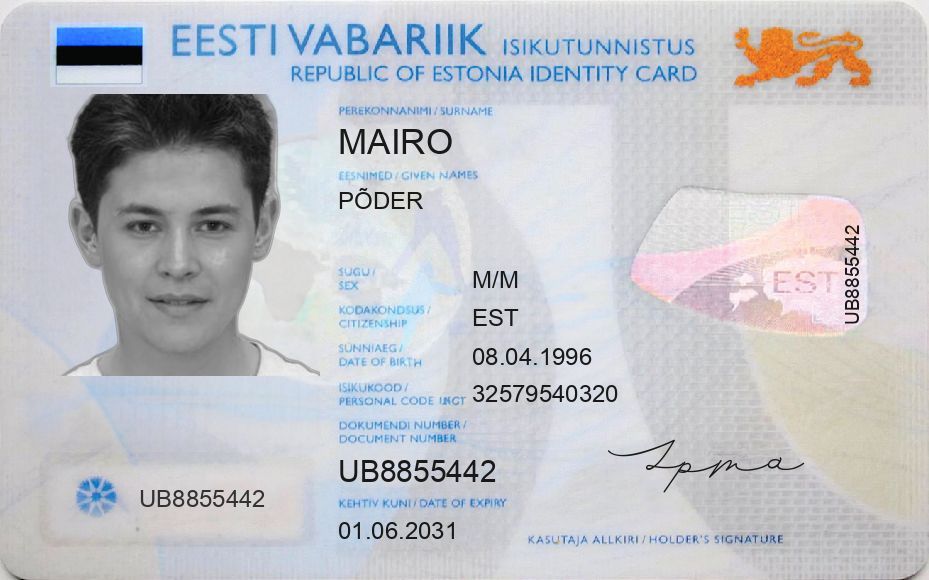 EESTI VABARIIK ISIKUTUNNISTUS
REPUBLIC OF ESTONIA IDENTITY CARD
PEREKONNANIMI / SURNAME
MAIRO
EESNIMED / GIVEN NAMES
PÕDER
SUGU /
SEX
M/M
KODAKONDSUS /
CITIZENSHIP
EST
SÜNNIAEG /
DATE OF BIRTH
08.04.1996
ISIKUKOOD /
PERSONAL CODE
32579540320
DOKUMENDI NUMBER /
DOCUMENT NUMBER
UB8855442
KEHTIV KUNI / DATE OF EXPIRY
01.06.2031
UB8855442
EST
UB8855442
KASUTAJA ALLKIRI / HOLDER'S SIGNATURE